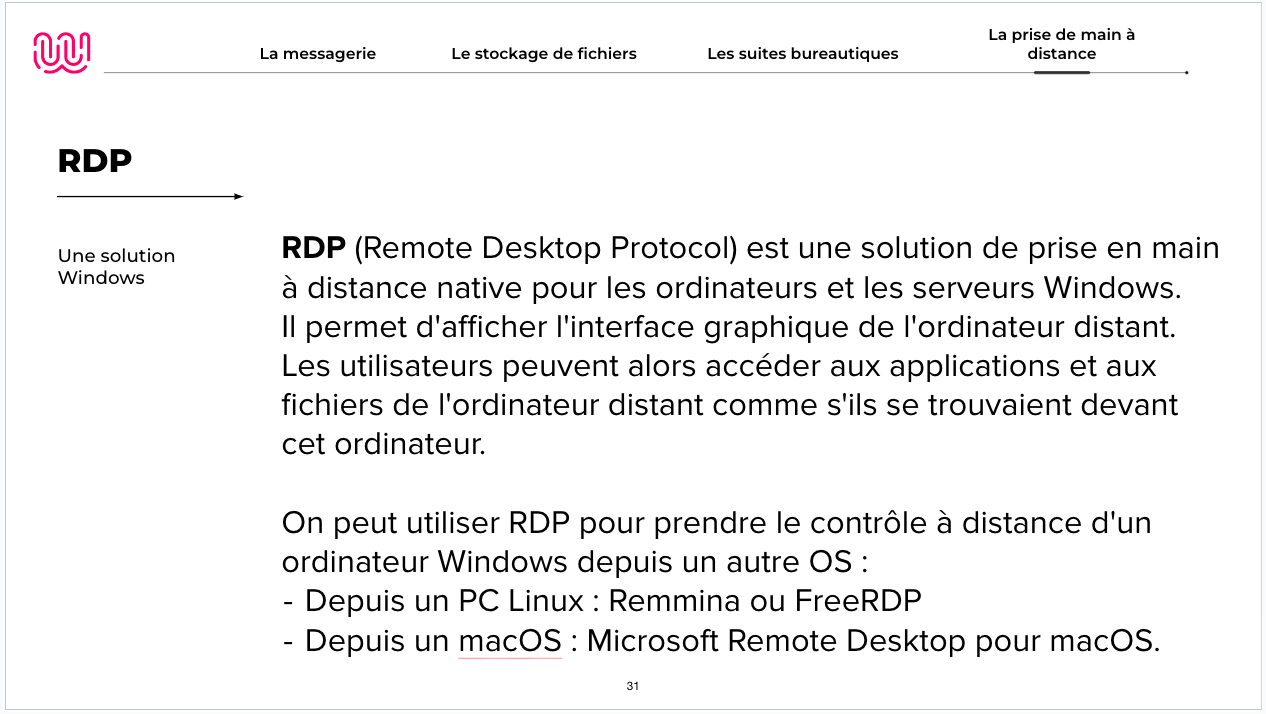 La messagerie
Le stockage de fichiers
Les suites bureautiques
La prise de main à
distance
RDP
Une solution
Windows
RDP (Remote Desktop Protocol) est une solution de prise en main
à distance native pour les ordinateurs et les serveurs Windows.
Il permet d'afficher l'interface graphique de l'ordinateur distant.
Les utilisateurs peuvent alors accéder aux applications et aux
fichiers de l'ordinateur distant comme s'ils se trouvaient devant
cet ordinateur.
On peut utiliser RDP pour prendre le contrôle à distance d'un
ordinateur Windows depuis un autre OS :
- Depuis un PC Linux : Remmina ou FreeRDP
- Depuis un macOS : Microsoft Remote Desktop pour macOS.
31